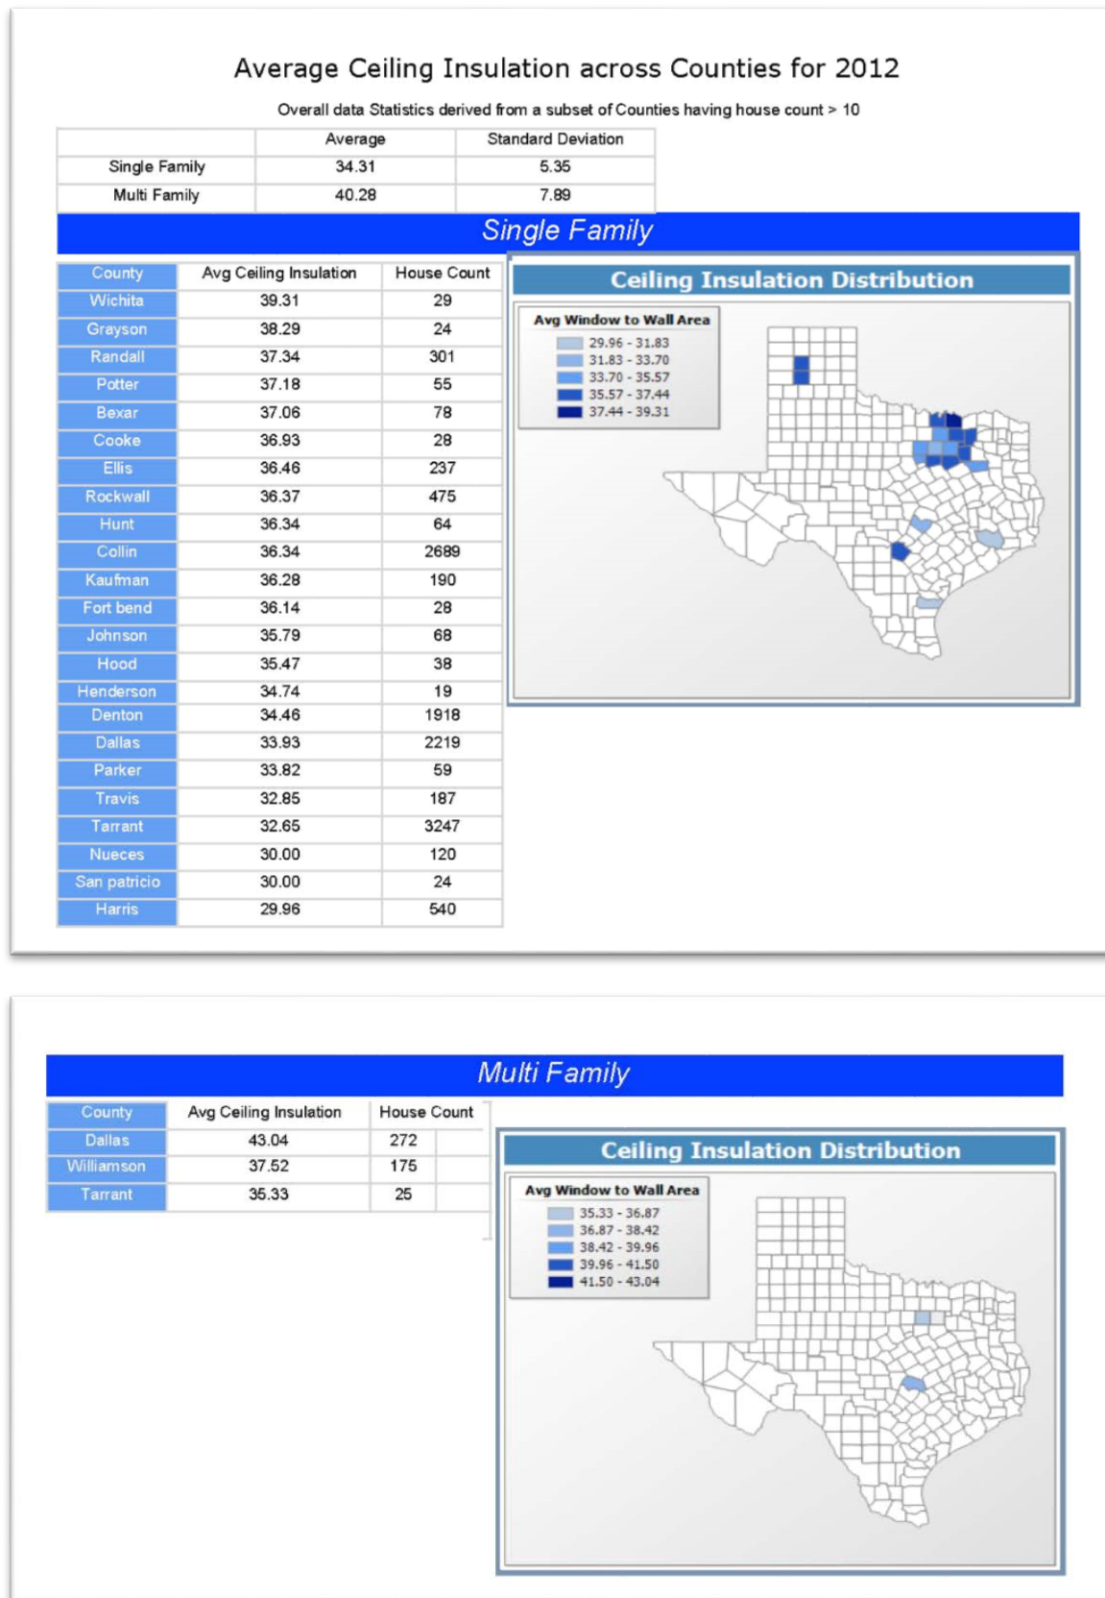 Average Ceiling Insulation across Counties for 2012
Overall data Statistics derived from a subset of Counties having house count > 10
Average Standard Deviation
Single Family 34.31 5.35
Multi Family 40.28 7.89
Single Family
County Avg Ceiling Insulation House Count
Wichita 39.31 29
Grayson 38.29 24
Randall 37.34 301
Potter 37.18 55
Bexar 37.06 78
Cooke 36.93 28
Ellis 36.46 237
Rockwall 36.37 475
Hunt 36.34 64
Collin 36.34 2689
Kaufman 36.28 190
Fort bend 36.14 28
Johnson 35.79 68
Hood 35.47 38
Henderson 34.74 19
Denton 34.46 1918
Dallas 33.93 2219
Parker 33.82 59
Travis 32.85 187
Tarrant 32.65 3247
Nueces 30.00 120
San patricio 30.00 24
Harris 29.96 540
Ceiling Insulation Distribution
Avg Window to Wall Area
29.96 - 31.83
31.83 - 33.70
33.70 - 35.57
35.57 - 37.44
37.44 - 39.31
Multi Family
County Avg Ceiling Insulation House Count
Dallas 43.04 272
Williamson 37.52 175
Tarrant 35.33 25
Ceiling Insulation Distribution
Avg Window to Wall Area
35.33 - 36.87
36.87 - 38.42
38.42 - 39.96
39.96 - 41.50
41.50 - 43.04